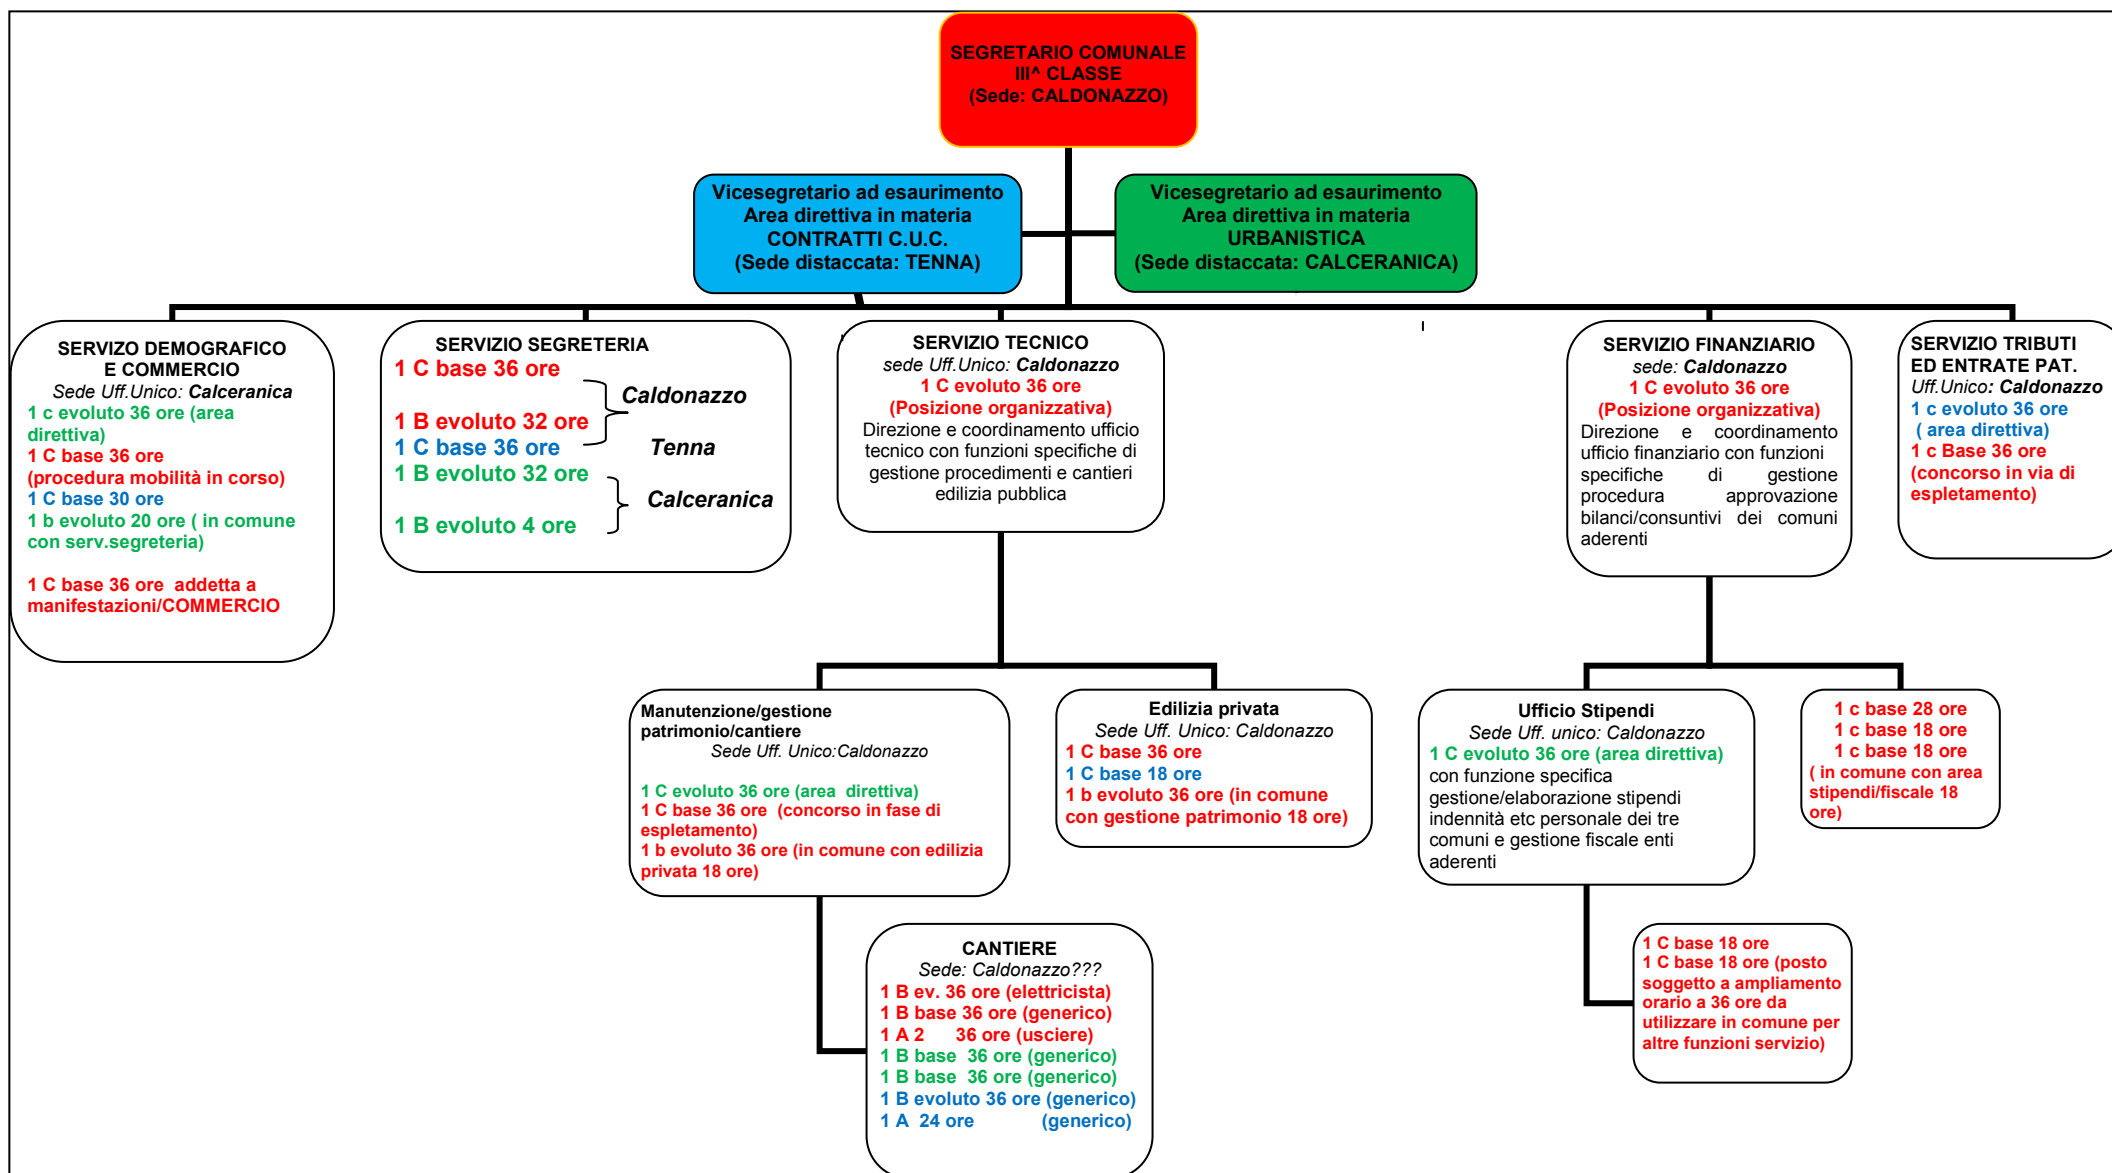 SEGRETARIO COMUNALE
III^ CLASSE
(Sede: CALDONAZZO)
Vicesegretario ad esaurimento
Area direttiva in materia
CONTRATTI C.U.C.
(Sede distaccata: TENNA)
Vicesegretario ad esaurimento
Area direttiva in materia
URBANISTICA
(Sede distaccata: CALCERANICA)
SERVIZO DEMOGRAFICO
E COMMERCIO
Sede Uff.Unico: Calceranica
1 c evoluto 36 ore (area
direttiva)
1 C base 36 ore
(procedura mobilità in corso)
1 C base 30 ore
1 b evoluto 20 ore ( in comune
con serv.segreteria)
1 C base 36 ore  addetta a
manifestazioni/COMMERCIO
SERVIZIO SEGRETERIA
1 C base 36 ore
Caldonazzo
1 B evoluto 32 ore
1 C base 36 ore
Tenna
1 B evoluto 32 ore
Calceranica
1 B evoluto 4 ore
SERVIZIO TECNICO
sede Uff.Unico: Caldonazzo
1 C evoluto 36 ore
(Posizione organizzativa)
Direzione e coordinamento ufficio
tecnico con funzioni specifiche di
gestione procedimenti e cantieri
edilizia pubblica
SERVIZIO FINANZIARIO
sede: Caldonazzo
1 C evoluto 36 ore
(Posizione organizzativa)
Direzione e coordinamento
ufficio finanziario con funzioni
specifiche di gestione
procedura approvazione
bilanci/consuntivi dei comuni
aderenti
SERVIZIO TRIBUTI
ED ENTRATE PAT.
Uff.Unico: Caldonazzo
1 c evoluto 36 ore
( area direttiva)
1 c Base 36 ore
(concorso in via di
espletamento)
Manutenzione/gestione
patrimonio/cantiere
Sede Uff. Unico:Caldonazzo
1 C evoluto 36 ore (area  direttiva)
1 C base 36 ore  (concorso in fase di
espletamento)
1 b evoluto 36 ore (in comune con edilizia
privata 18 ore)
Edilizia privata
Sede Uff. Unico: Caldonazzo
1 C base 36 ore
1 C base 18 ore
1 b evoluto 36 ore (in comune
con gestione patrimonio 18 ore)
Ufficio Stipendi
Sede Uff. unico: Caldonazzo
1 C evoluto 36 ore (area direttiva)
con funzione specifica
gestione/elaborazione stipendi
indennità etc personale dei tre
comuni e gestione fiscale enti
aderenti
1 c base 28 ore
1 c base 18 ore
1 c base 18 ore
( in comune con area
stipendi/fiscale 18
ore)
CANTIERE
Sede: Caldonazzo???
1 B ev. 36 ore (elettricista)
1 B base 36 ore (generico)
1 A 2      36 ore (usciere)
1 B base  36 ore (generico)
1 B base  36 ore (generico)
1 B evoluto 36 ore (generico)
1 A  24 ore            (generico)
1 C base 18 ore
1 C base 18 ore (posto
soggetto a ampliamento
orario a 36 ore da
utilizzare in comune per
altre funzioni servizio)